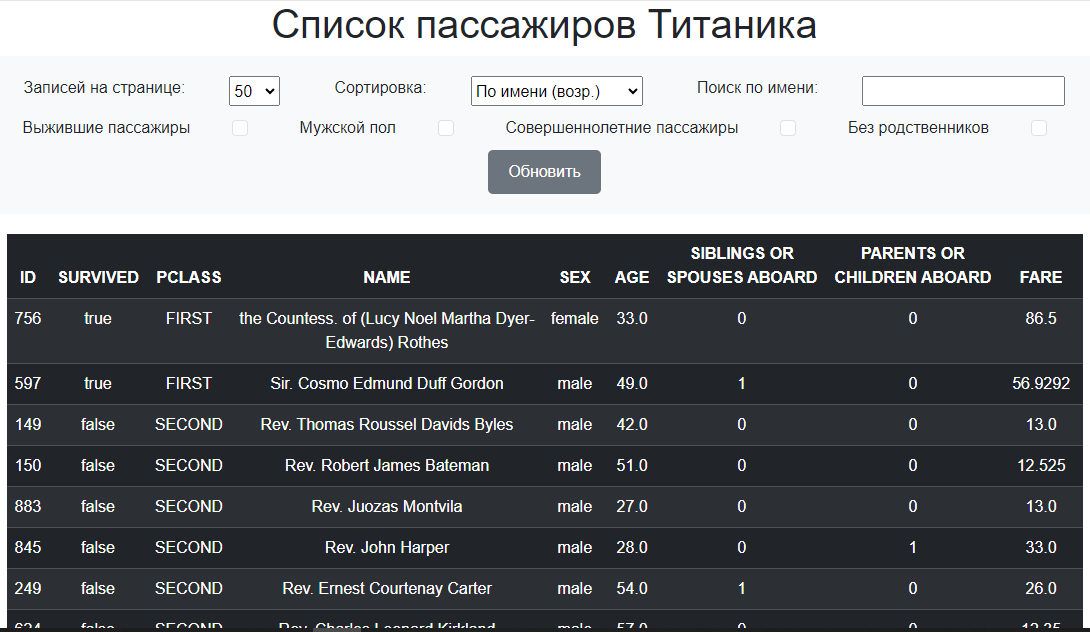 Список пассажиров Титаника
Записей на странице: 50 Сортировка: По имени (возр.) Поиск по имени:
Выжившие пассажиры Мужской пол Совершеннолетние пассажиры Без родственников
Обновить
SIBLINGS OR PARENTS OR
ID SURVIVED PCLASS NAME SEX AGE SPOUSES ABOARD CHILDREN ABOARD FARE
756 true FIRST the Countess. of (Lucy Noel Martha Dyer- female 33.0 0 0 86.5
Edwards) Rothes
597 true FIRST Sir. Cosmo Edmund Duff Gordon male 49.0 1 0 56.9292
149 false SECOND Rev. Thomas Roussel Davids Byles male 42.0 0 0 13.0
150 false SECOND Rev. Robert James Bateman male 51.0 0 0 12.525
883 false SECOND Rev. Juozas Montvila male 27.0 0 0 13.0
845 false SECOND Rev. John Harper male 28.0 0 1 33.0
249 false SECOND Rev. Ernest Courtenay Carter male 54.0 1 0 26.0
false SECOND Rev. Charles Leonard Kirkland male 57.0 0 0 12.35